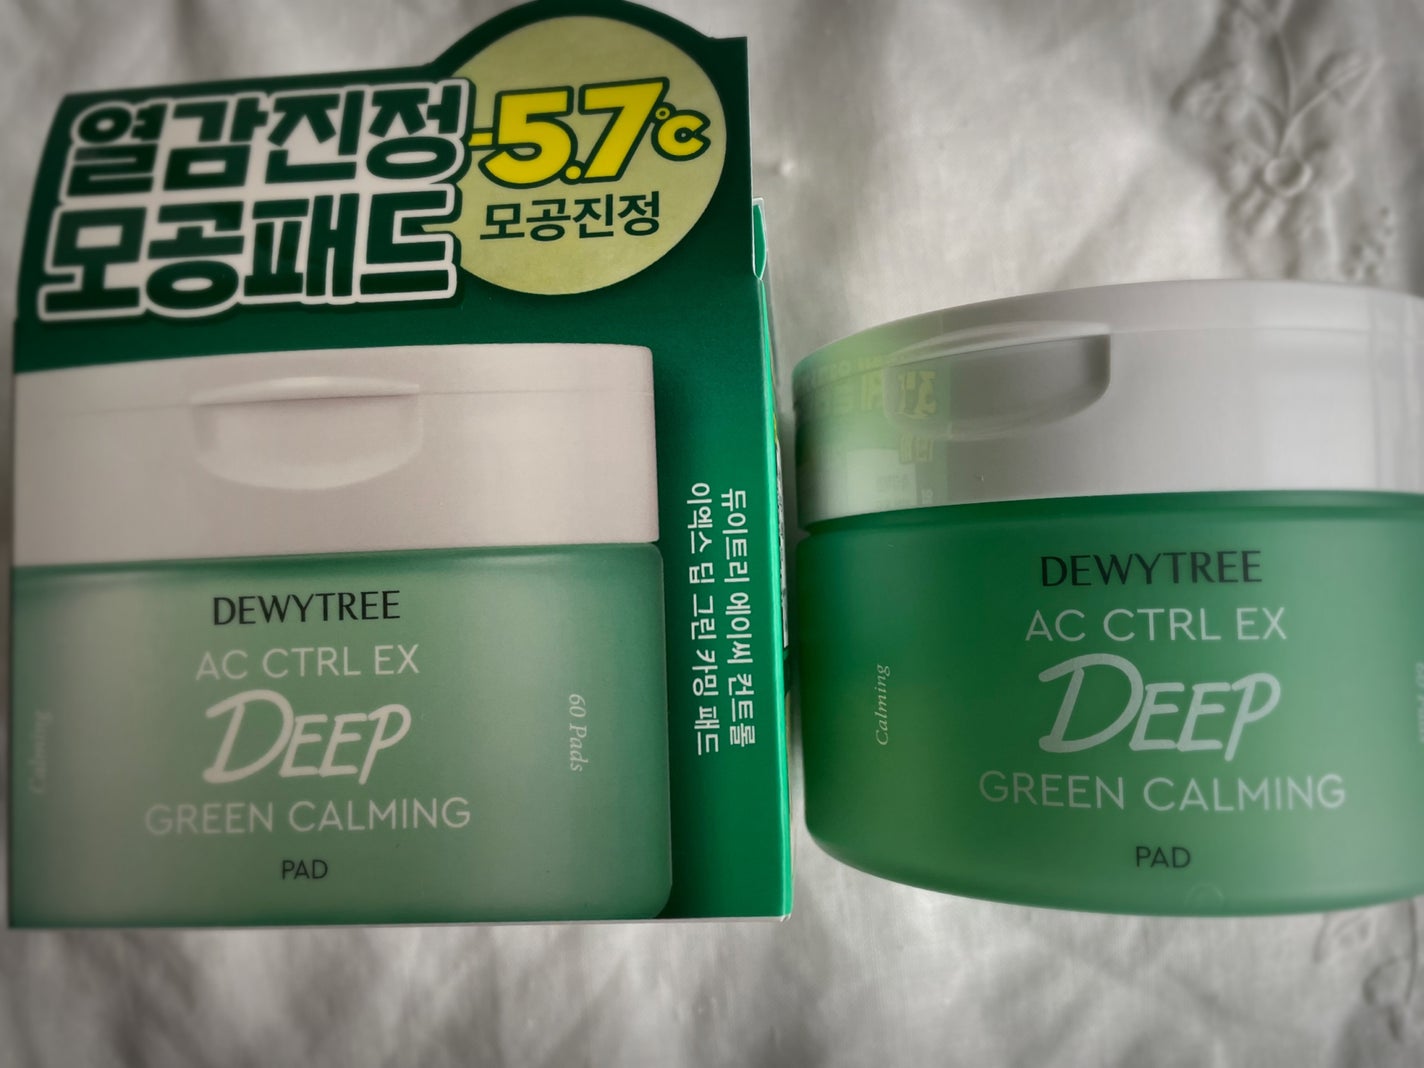 열감진정
모공패드
-5.7℃
모공진정
DEWYTREE
AC CTRL EX
DEEP
GREEN CALMING
PAD
Calming
60 Pads
듀이트리 에이씨 컨트롤
이엑스 딥 그린 카밍 패드
DEWYTREE
AC CTRL EX
DEEP
GREEN CALMING
PAD
Calming